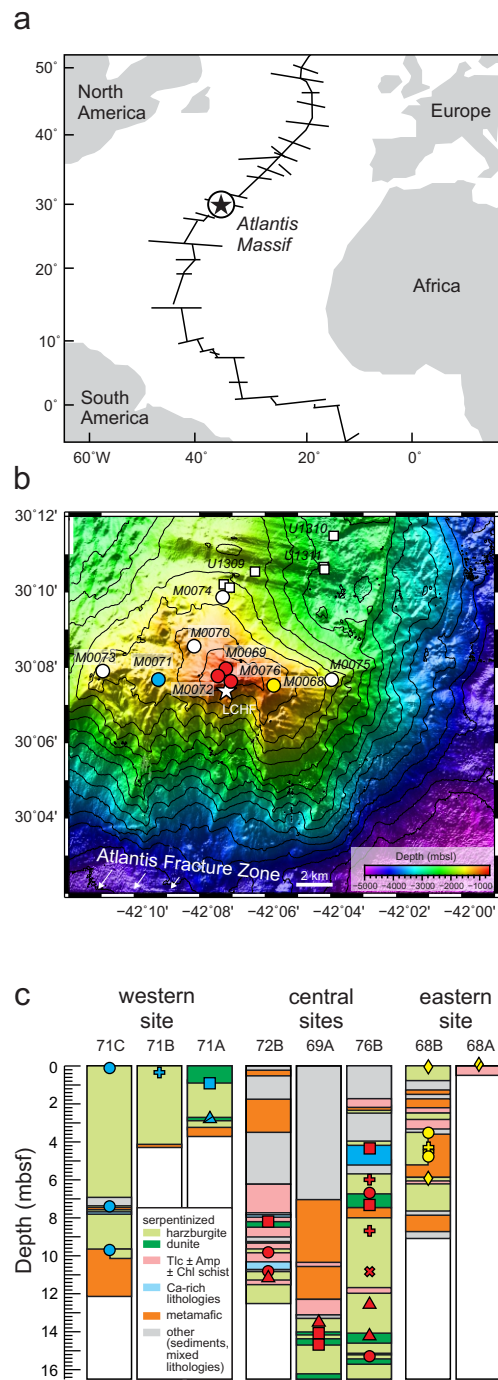 a
50°
40°
30°
20°
10°
0°
North
America
Europe
Atlantis
Massif
Africa
South
America
60°W
40°
20°
0°
b
30°12'
30°10'
30°08'
30°06'
30°04'
U1310
U1309
U1311
M0074
M0070
M0069
M0073
M0071
M0076
M0075
M0072
M0068
LCHF
Atlantis Fracture Zone
2 km
Depth (mbsl)
−5000 −4000 −3000 −2000 −1000
−42°10' −42°08' −42°06' −42°04' −42°02' −42°00'
c
western
site
central
sites
eastern
site
71C 71B 71A 72B 69A 76B 68B 68A
Depth (mbsf)
0
2
4
6
8
10
12
14
16
serpentinized
harzburgite
dunite
Tlc ± Amp
± Chl schist
Ca-rich
lithologies
metamafic
other
(sediments,
mixed
lithologies)